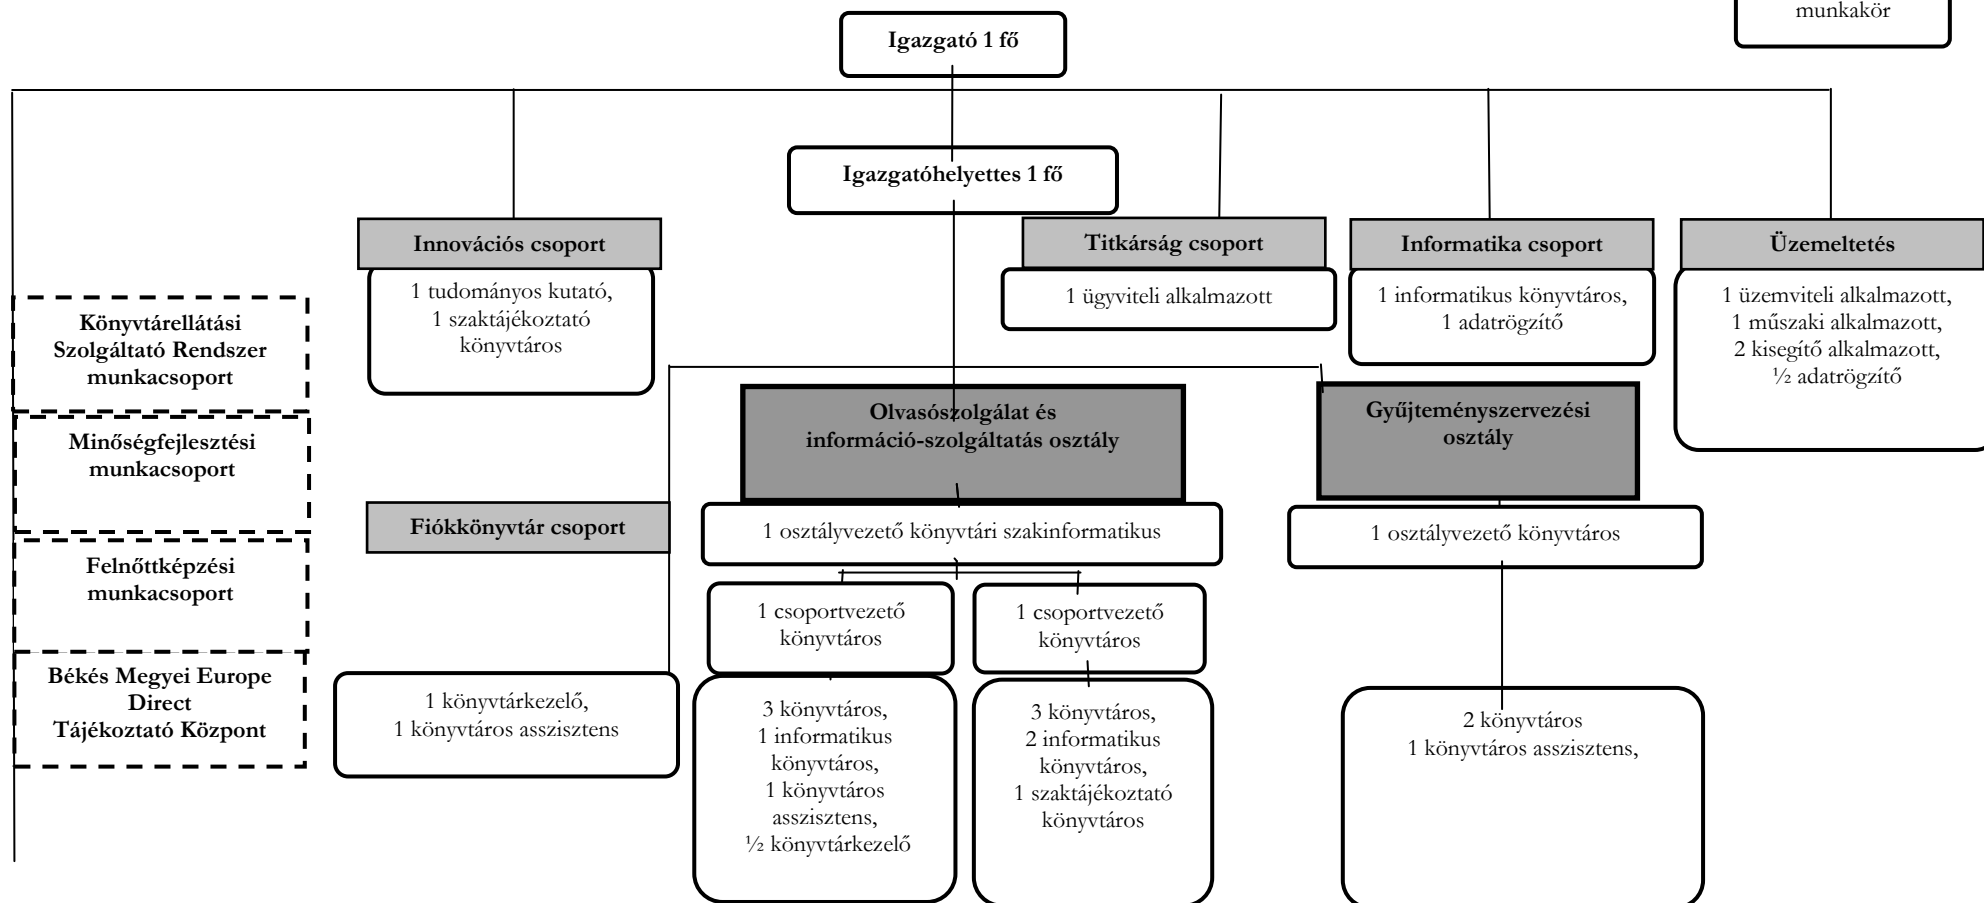 munkakör
Igazgató 1 fő
Igazgatóhelyettes 1 fő
Innovációs csoport
1 tudományos kutató,
1 szaktájékoztató
könyvtáros
Titkárság csoport
1 ügyviteli alkalmazott
Informatika csoport
1 informatikus könyvtáros,
1 adatrögzítő
Üzemeltetés
1 üzemviteli alkalmazott,
1 műszaki alkalmazott,
2 kisegítő alkalmazott,
½ adatrögzítő
Könyvtárellátási
Szolgáltató Rendszer
munkacsoport
Minőségfejlesztési
munkacsoport
Felnőttképzési
munkacsoport
Békés Megyei Europe
Direct
Tájékoztató Központ
Fiókkönyvtár csoport
1 könyvtárkezelő,
1 könyvtáros asszisztens
Olvasószolgálat és
információ-szolgáltatás osztály
1 osztályvezető könyvtári szakinformatikus
1 csoportvezető
könyvtáros
3 könyvtáros,
1 informatikus
könyvtáros,
1 könyvtáros
asszisztens,
½ könyvtárkezelő
1 csoportvezető
könyvtáros
3 könyvtáros,
2 informatikus
könyvtáros,
1 szaktájékoztató
könyvtáros
Gyűjteményszervezési
osztály
1 osztályvezető könyvtáros
2 könyvtáros
1 könyvtáros asszisztens,